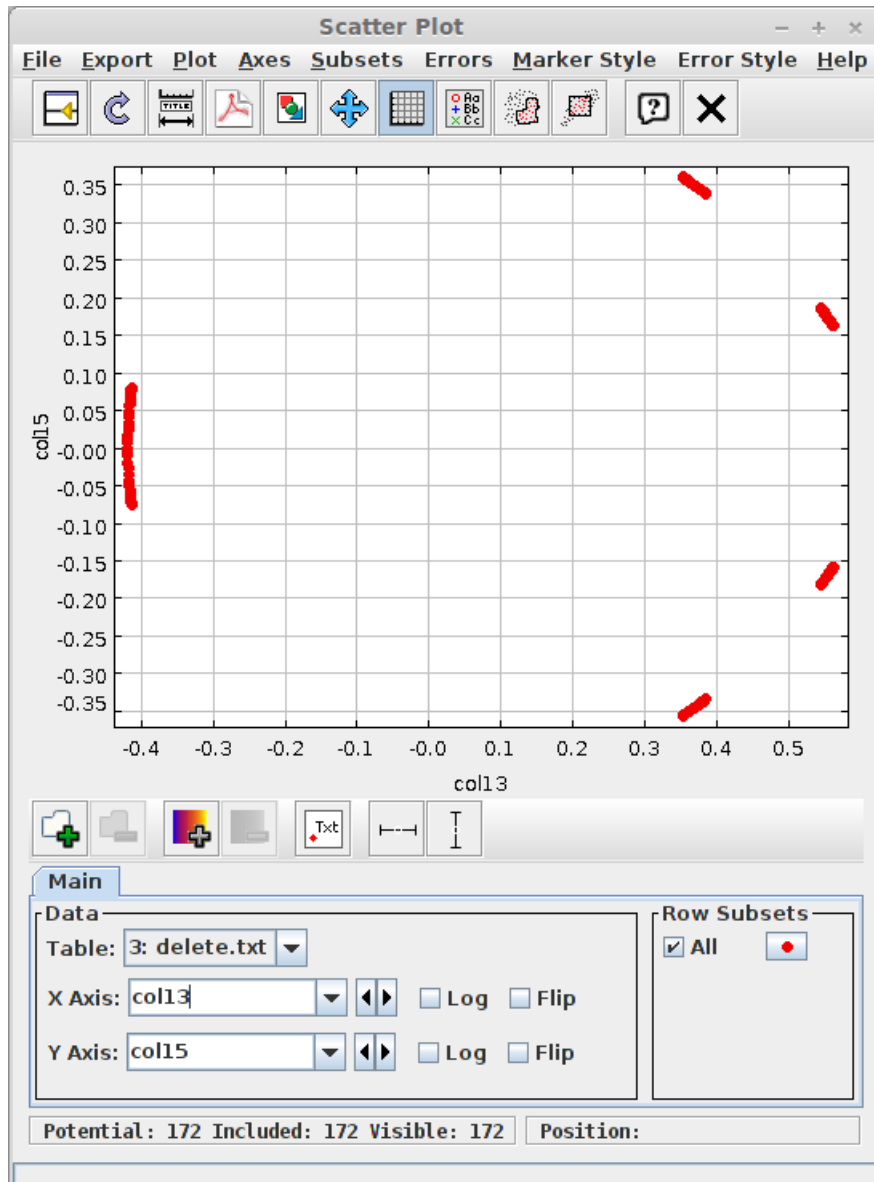 Scatter Plot
File Export Plot Axes Subsets Errors Marker Style Error Style Help
TITLE
Aa
Bb
Cc
?
0.35
0.30
0.25
0.20
0.15
0.10
0.05
-0.00
-0.05
-0.10
-0.15
-0.20
-0.25
-0.30
-0.35
col15
-0.4 -0.3 -0.2 -0.1 -0.0 0.1 0.2 0.3 0.4 0.5
col13
Txt
Main
Data
Row Subsets
Table: 3: delete.txt
All
X Axis: col13 Log Flip
Y Axis: col15 Log Flip
Potential: 172 Included: 172 Visible: 172 Position: